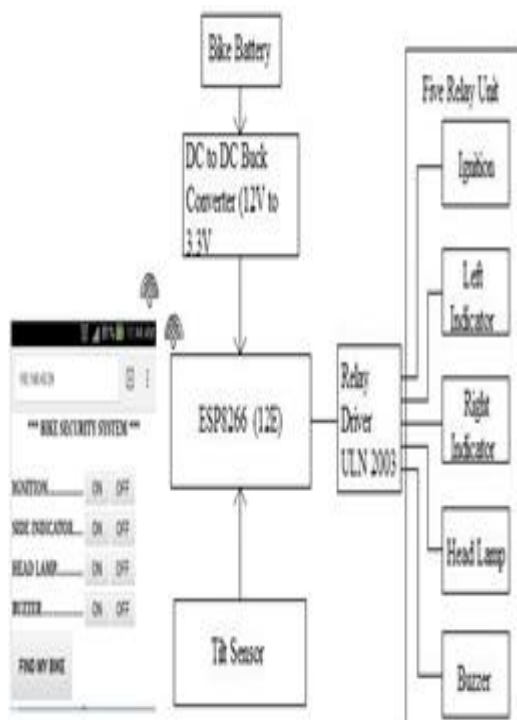 Bike Battery
DC to DC Buck
Converter (12V to
3.3V
ESP8266 (12E)
Tilt Sensor
Relay
Driver
ULN 2003
Five Relay Unit
Ignition
Left
Indicator
Right
Indicator
Head Lamp
Buzzer
*** BIKE SECURITY SYSTEM ***
IGNITION............ ON OFF
SIDE INDICATOR.... ON OFF
HEAD LAMP.......... ON OFF
BUZZER.............. ON OFF
FIND MY BIKE